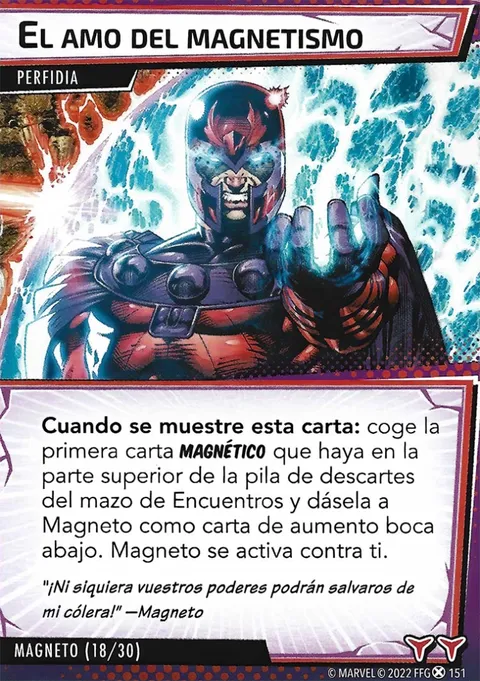 El amo del magnetismo
PERFIDIA
Cuando se muestre esta carta: coge la
primera carta MAGNÉTICO que haya en la
parte superior de la pila de descartes
del mazo de Encuentros y dásela a
Magneto como carta de aumento boca
abajo. Magneto se activa contra ti.
"¡Ni siquiera vuestros poderes podrán salvaros de
mi cólera!" —Magneto
MAGNETO (18/30)
© MARVEL © 2022 FFG 151